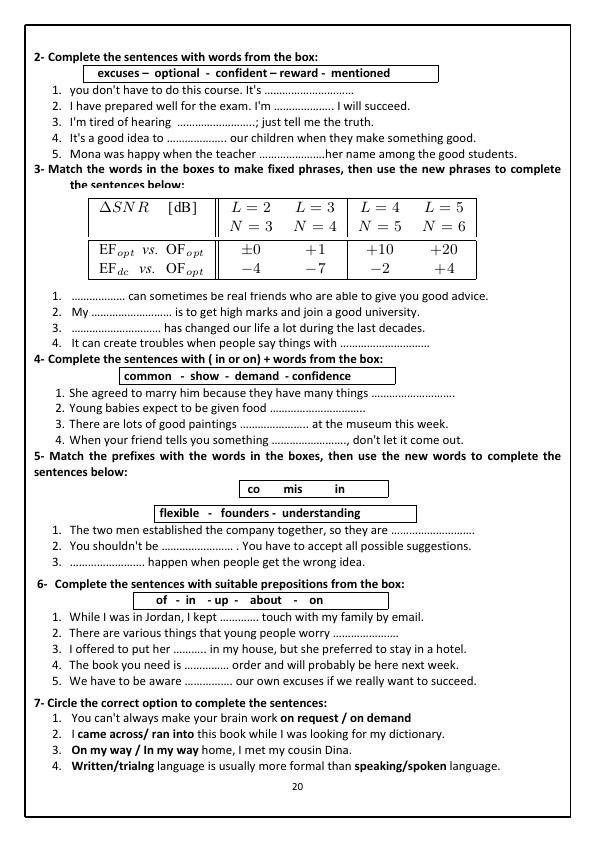 2- Complete the sentences with words from the box:
excuses – optional - confident – reward - mentioned
1. you don't have to do this course. It's …………………………
2. I have prepared well for the exam. I'm ……………….. I will succeed.
3. I'm tired of hearing ……………………..; just tell me the truth.
4. It's a good idea to ……………….. our children when they make something good.
5. Mona was happy when the teacher ………………….her name among the good students.
3- Match the words in the boxes to make fixed phrases, then use the new phrases to complete
the sentences below:
ΔSNR [dB] L = 2 L = 3 L = 4 L = 5
N = 3 N = 4 N = 5 N = 6
EF_opt vs. OF_opt ±0 +1 +10 +20
EF_dc vs. OF_opt −4 −7 −2 +4
1. ……………… can sometimes be real friends who are able to give you good advice.
2. My ……………………… is to get high marks and join a good university.
3. ………………………… has changed our life a lot during the last decades.
4. It can create troubles when people say things with …………………………
4- Complete the sentences with ( in or on) + words from the box:
common - show - demand - confidence
1. She agreed to marry him because they have many things ……………………….
2. Young babies expect to be given food …………………………..
3. There are lots of good paintings ………………….. at the museum this week.
4. When your friend tells you something ……………………, don't let it come out.
5- Match the prefixes with the words in the boxes, then use the new words to complete the
sentences below:
co mis in
flexible - founders - understanding
1. The two men established the company together, so they are ……………………….
2. You shouldn't be …………………… . You have to accept all possible suggestions.
3. ……………………. happen when people get the wrong idea.
6- Complete the sentences with suitable prepositions from the box:
of - in - up - about - on
1. While I was in Jordan, I kept …………. touch with my family by email.
2. There are various things that young people worry ………………….
3. I offered to put her ……….. in my house, but she preferred to stay in a hotel.
4. The book you need is …………… order and will probably be here next week.
5. We have to be aware ……………. our own excuses if we really want to succeed.
7- Circle the correct option to complete the sentences:
1. You can't always make your brain work on request / on demand
2. I came across/ ran into this book while I was looking for my dictionary.
3. On my way / In my way home, I met my cousin Dina.
4. Written/trialng language is usually more formal than speaking/spoken language.
20